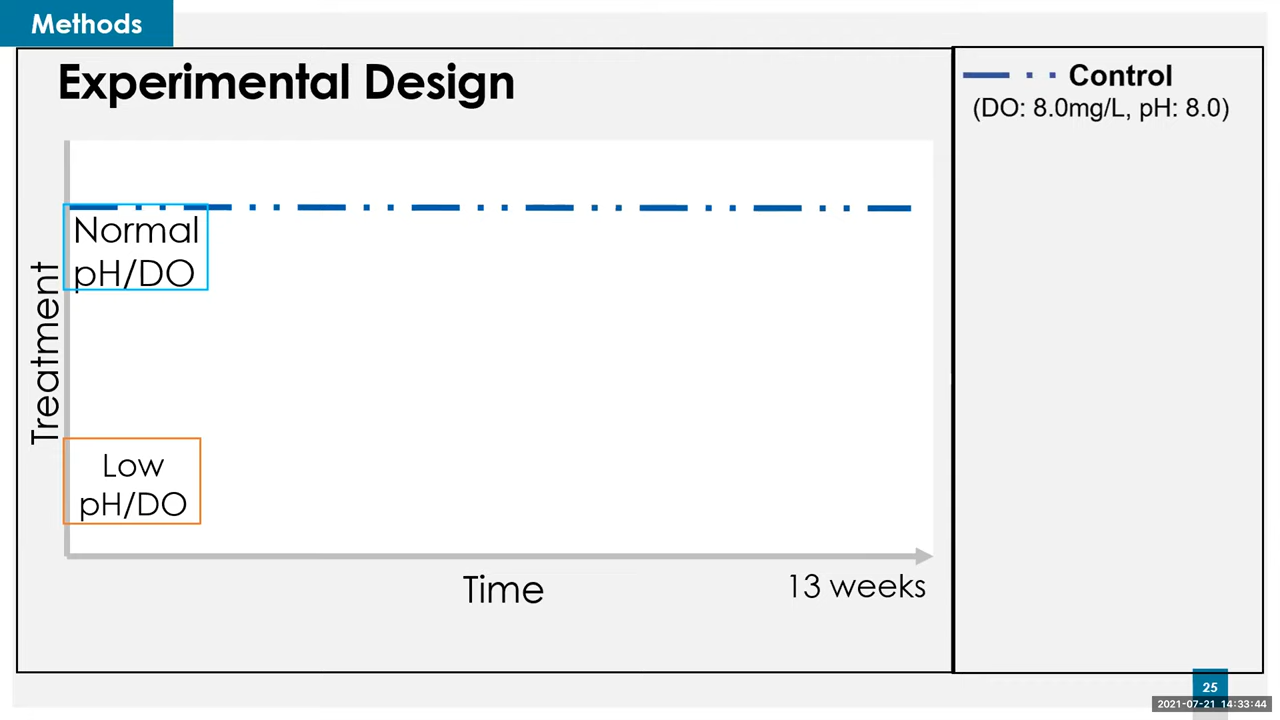 Methods
Experimental Design
Control
(DO: 8.0mg/L, pH: 8.0)
Normal
pH/DO
Treatment
Low
pH/DO
Time
13 weeks
25
2021-07-21 14:33:44